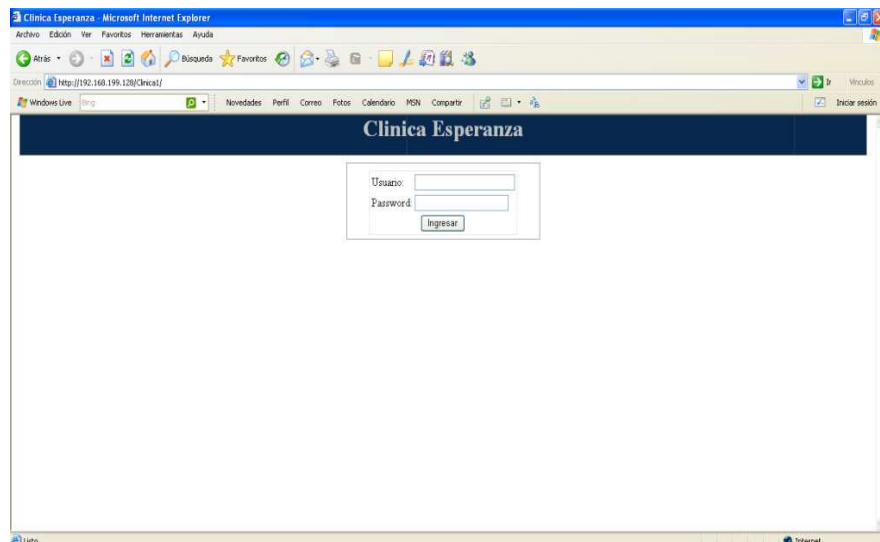 Clinica Esperanza - Microsoft Internet Explorer
Archivo Edición Ver Favoritos Herramientas Ayuda
Atrás Búsqueda Favoritos
Dirección http://192.168.199.128/Clinica1/ Ir Vínculos
Windows Live Bing Novedades Perfil Correo Fotos Calendario MSN Compartir Iniciar sesión
Clinica Esperanza
Usuario:
Password:
Ingresar
Listo Internet